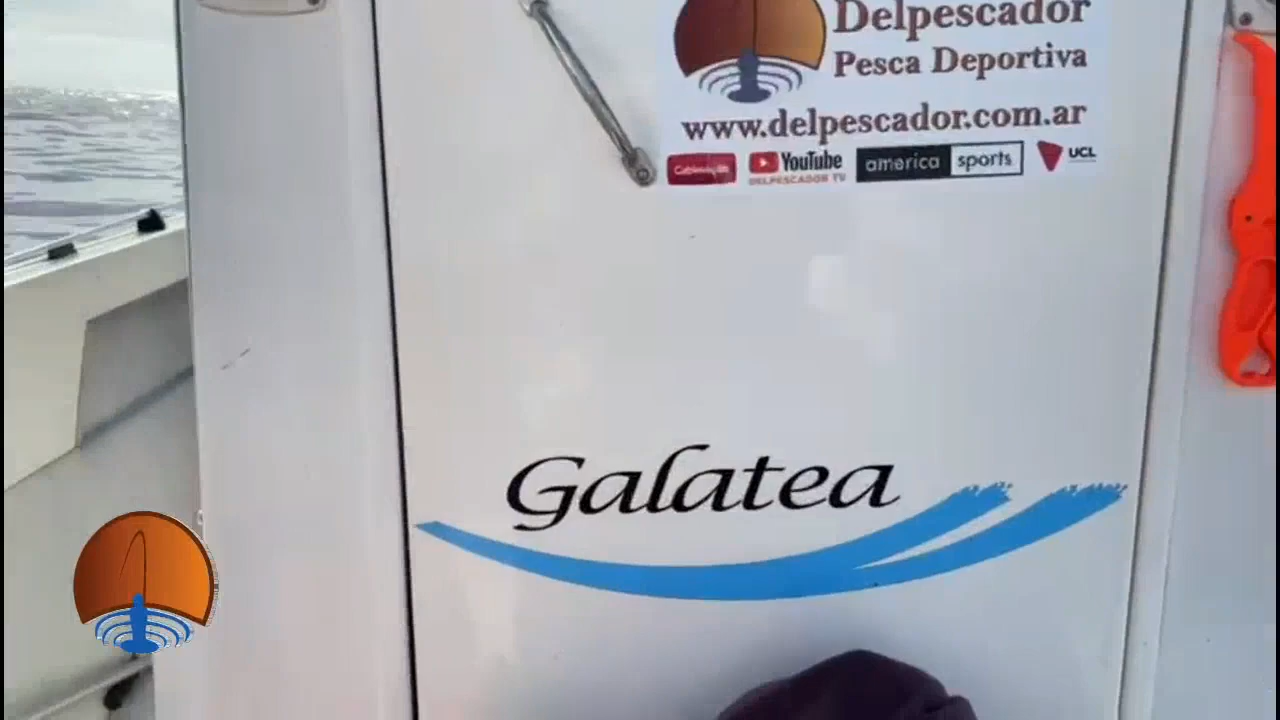 Delpescador
Pesca Deportiva
www.delpescador.com.ar
YouTube america sports UCL
DELPESCADOR TV
Galatea